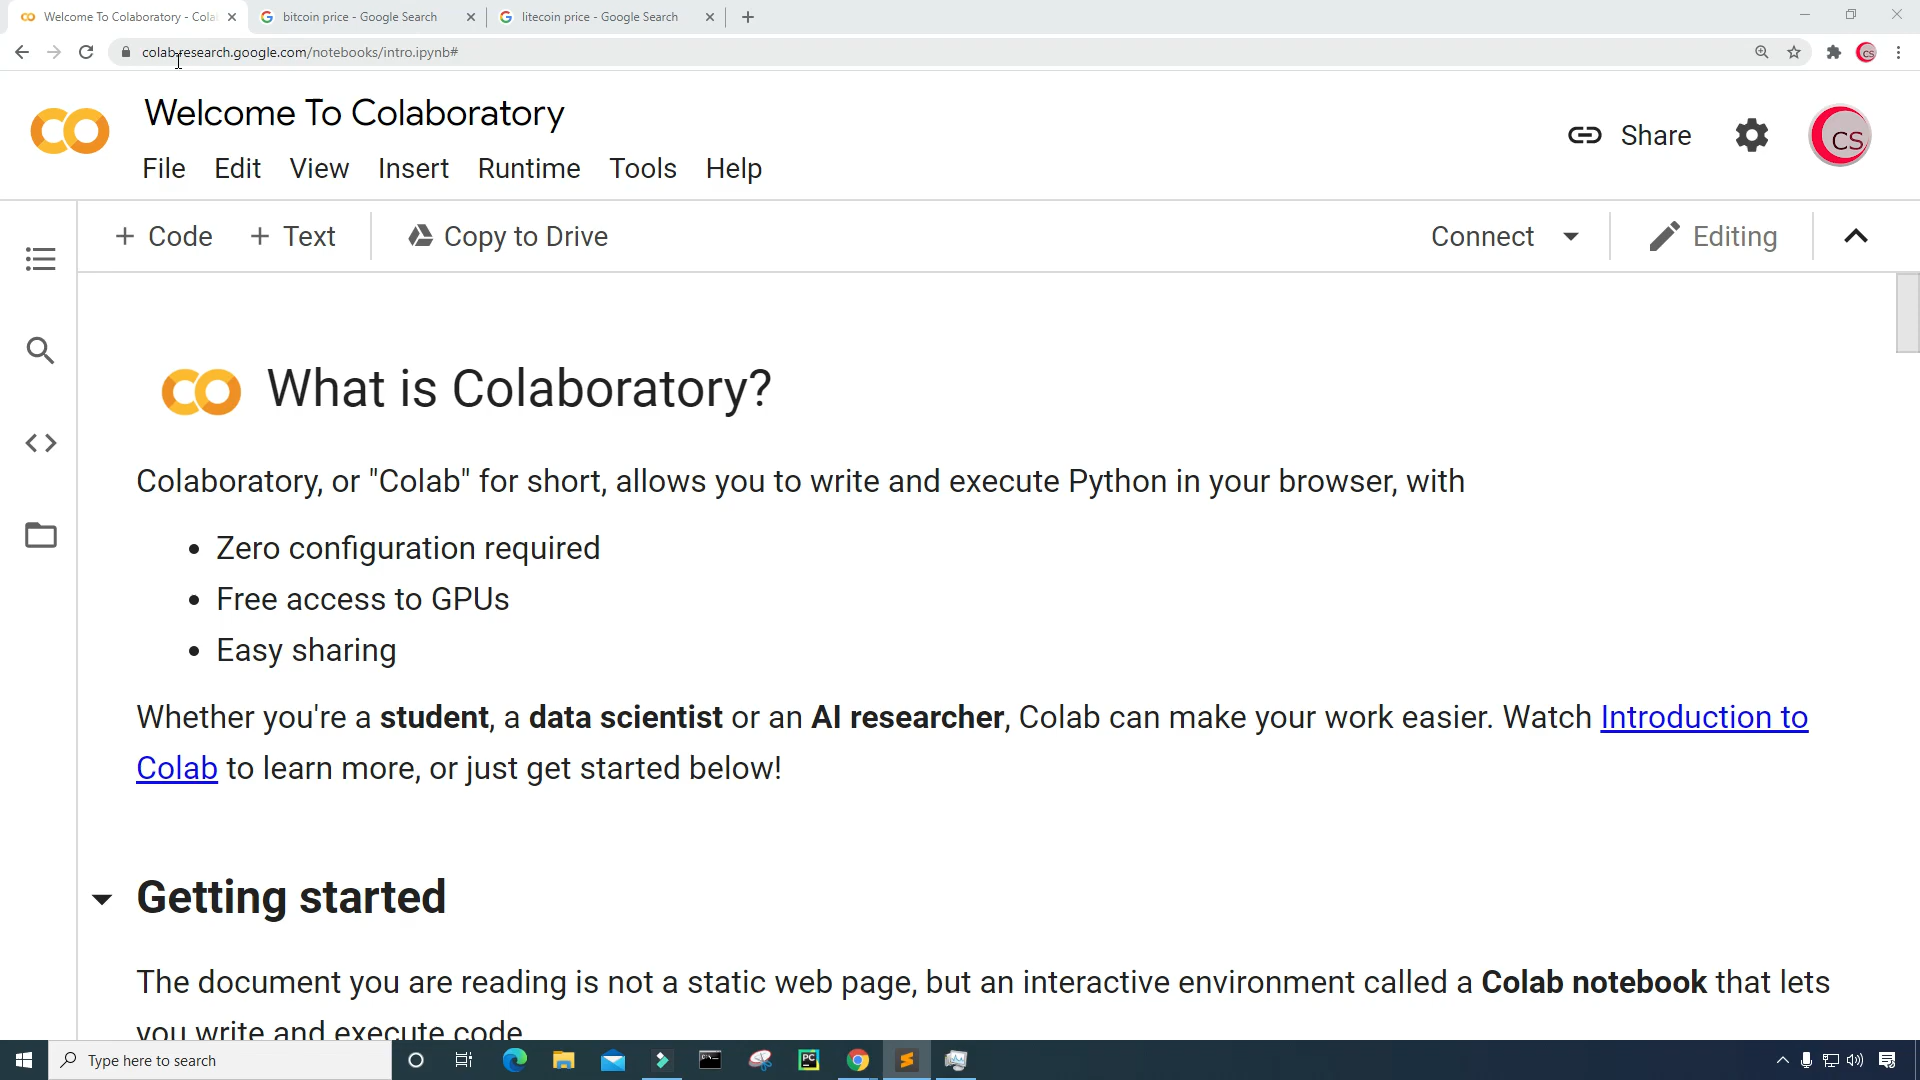 Welcome To Colaboratory - Cola
bitcoin price - Google Search
litecoin price - Google Search
colab.research.google.com/notebooks/intro.ipynb#
CS
Welcome To Colaboratory
Share
CS
File Edit View Insert Runtime Tools Help
+ Code + Text Copy to Drive Connect Editing
What is Colaboratory?
Colaboratory, or "Colab" for short, allows you to write and execute Python in your browser, with
• Zero configuration required
• Free access to GPUs
• Easy sharing
Whether you're a student, a data scientist or an AI researcher, Colab can make your work easier. Watch Introduction to
Colab to learn more, or just get started below!
Getting started
The document you are reading is not a static web page, but an interactive environment called a Colab notebook that lets
you write and execute code
Type here to search
PC